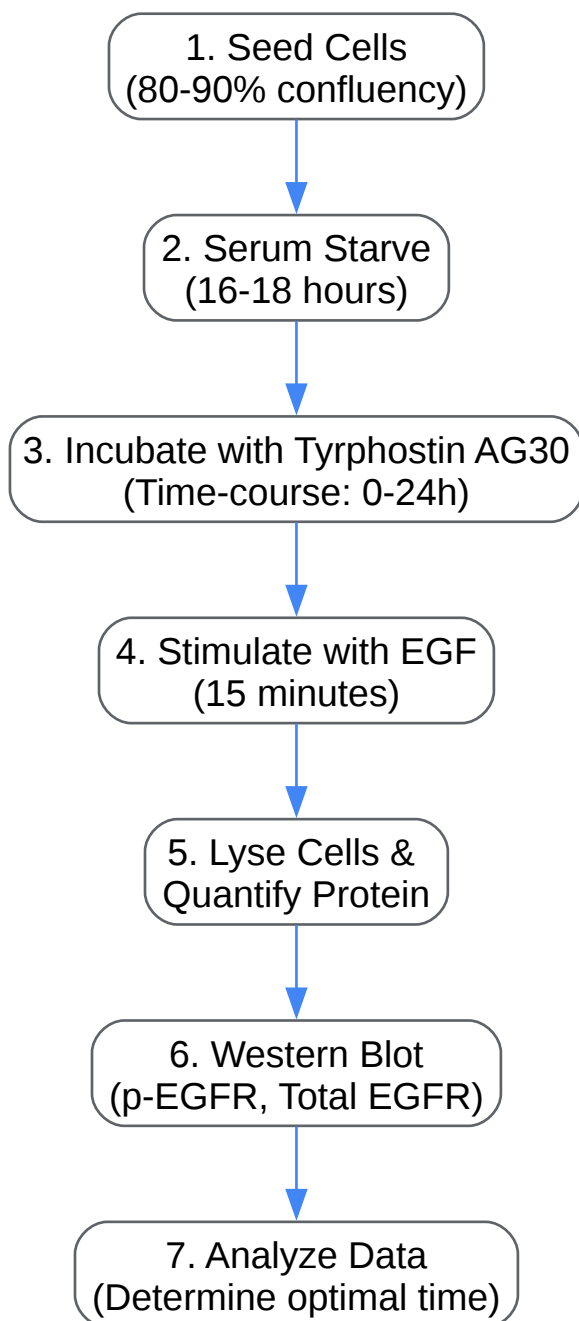 1. Seed Cells
(80-90% confluency)
2. Serum Starve
(16-18 hours)
3. Incubate with Tyrphostin AG30
(Time-course: 0-24h)
4. Stimulate with EGF
(15 minutes)
5. Lyse Cells &
Quantify Protein
6. Western Blot
(p-EGFR, Total EGFR)
7. Analyze Data
(Determine optimal time)